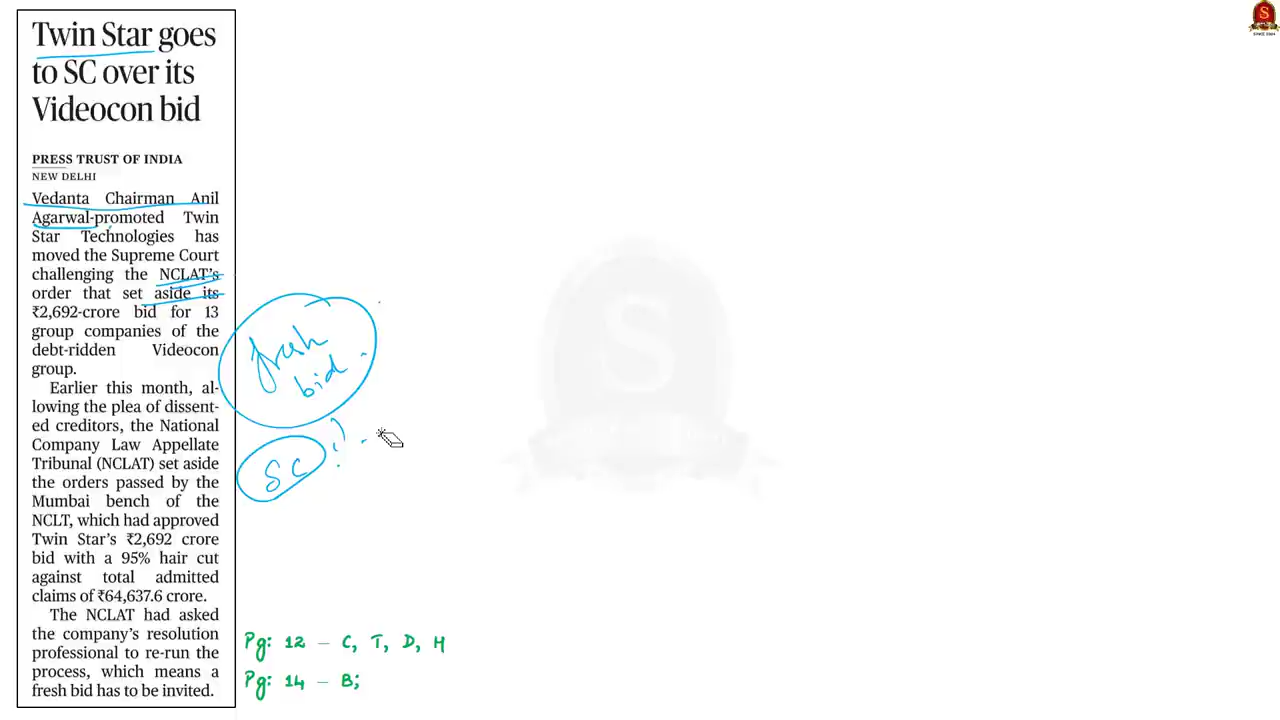 Twin Star goes
to SC over its
Videocon bid
PRESS TRUST OF INDIA
NEW DELHI
Vedanta Chairman Anil
Agarwal-promoted Twin
Star Technologies has
moved the Supreme Court
challenging the NCLAT's
order that set aside its
₹2,692-crore bid for 13
group companies of the
debt-ridden Videocon
group.
Earlier this month, al-
lowing the plea of dissent-
ed creditors, the National
Company Law Appellate
Tribunal (NCLAT) set aside
the orders passed by the
Mumbai bench of the
NCLT, which had approved
Twin Star's ₹2,692 crore
bid with a 95% hair cut
against total admitted
claims of ₹64,637.6 crore.
The NCLAT had asked
the company's resolution
professional to re-run the
process, which means a
fresh bid has to be invited.
fresh
bid
SC
Pg: 12 – C, T, D, H
Pg: 14 – B;
S
S